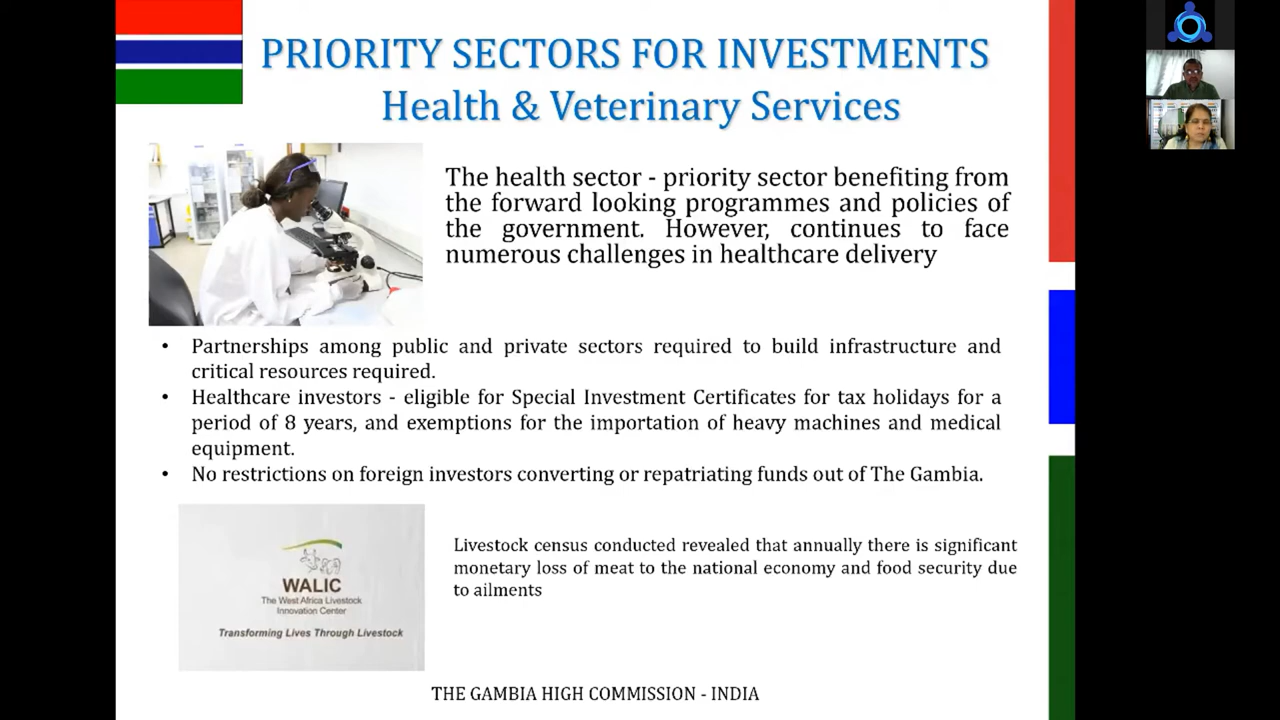 PRIORITY SECTORS FOR INVESTMENTS
Health & Veterinary Services
The health sector - priority sector benefiting from
the forward looking programmes and policies of
the government. However, continues to face
numerous challenges in healthcare delivery
• Partnerships among public and private sectors required to build infrastructure and
critical resources required.
• Healthcare investors - eligible for Special Investment Certificates for tax holidays for a
period of 8 years, and exemptions for the importation of heavy machines and medical
equipment.
• No restrictions on foreign investors converting or repatriating funds out of The Gambia.
WALIC
The West Africa Livestock
Innovation Center
Transforming Lives Through Livestock
Livestock census conducted revealed that annually there is significant
monetary loss of meat to the national economy and food security due
to ailments
THE GAMBIA HIGH COMMISSION - INDIA